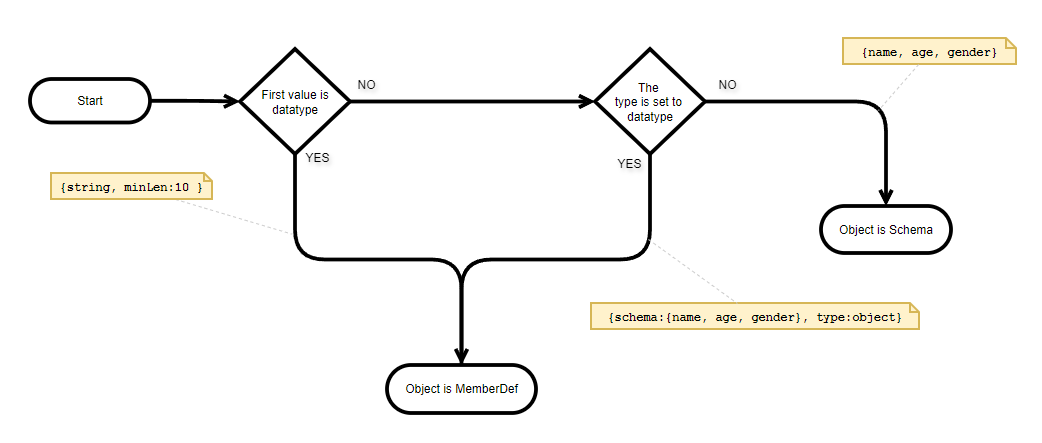 {name, age, gender}
Start
First value is
datatype
NO
The
type is set to
datatype
NO
YES
YES
{string, minLen:10 }
Object is Schema
{schema:{name, age, gender}, type:object}
Object is MemberDef